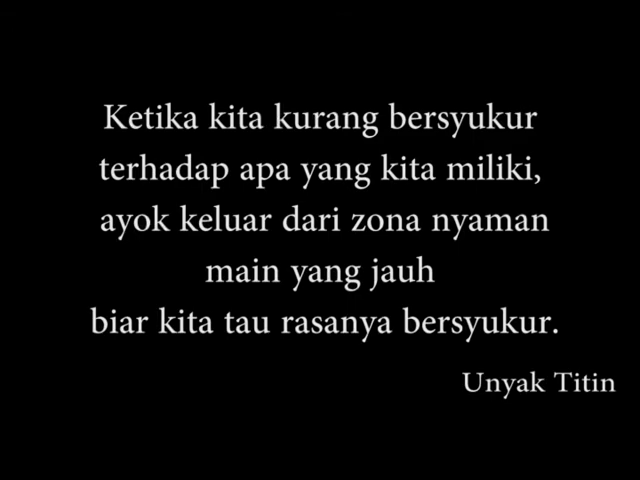 Ketika kita kurang bersyukur
terhadap apa yang kita miliki,
ayok keluar dari zona nyaman
main yang jauh
biar kita tau rasanya bersyukur.
Unyak Titin